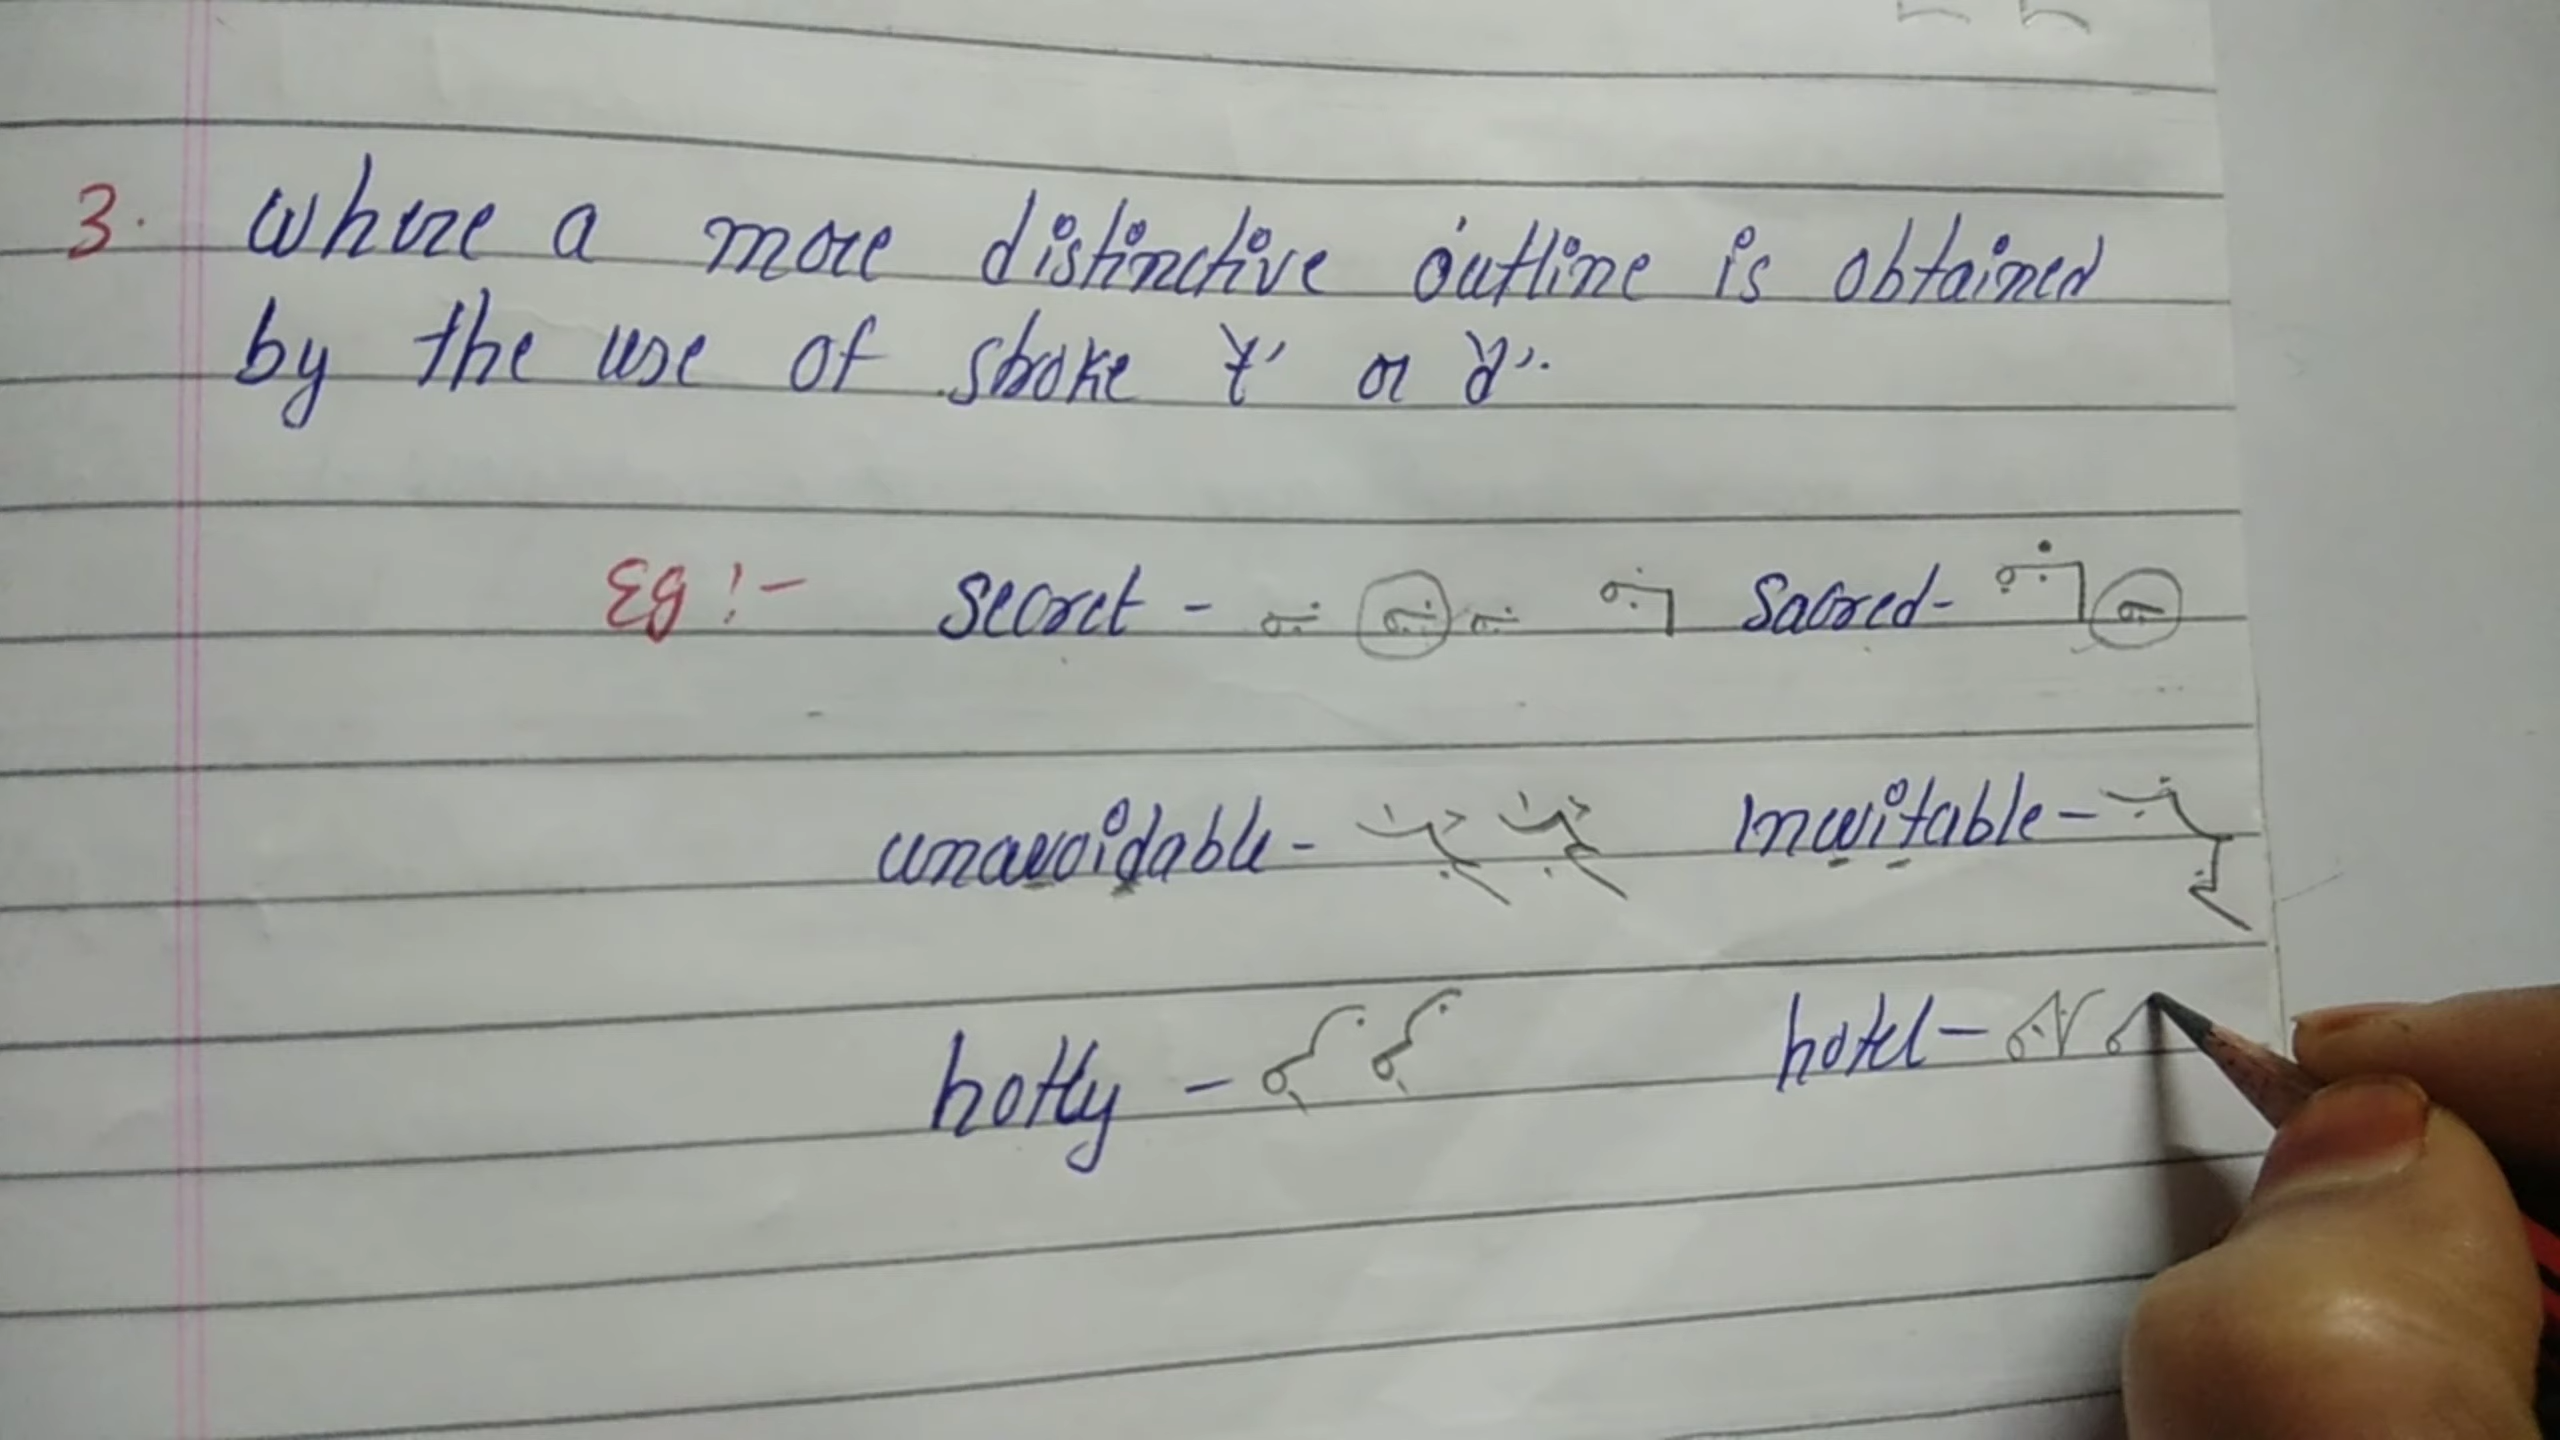 3. Where a more distinctive outline is obtained
by the use of stroke 't' or 'd'.
Eg :- Secret - Sacred -
unavoidable - Inevitable -
hotly - hotel -